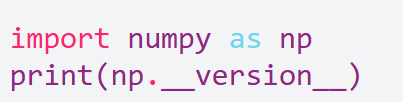 import numpy as np
print(np.__version__)